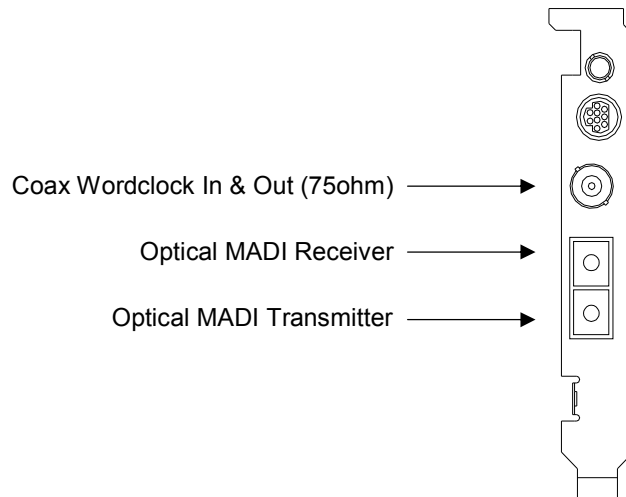 Coax Wordclock In & Out (75ohm)
Optical MADI Receiver
Optical MADI Transmitter